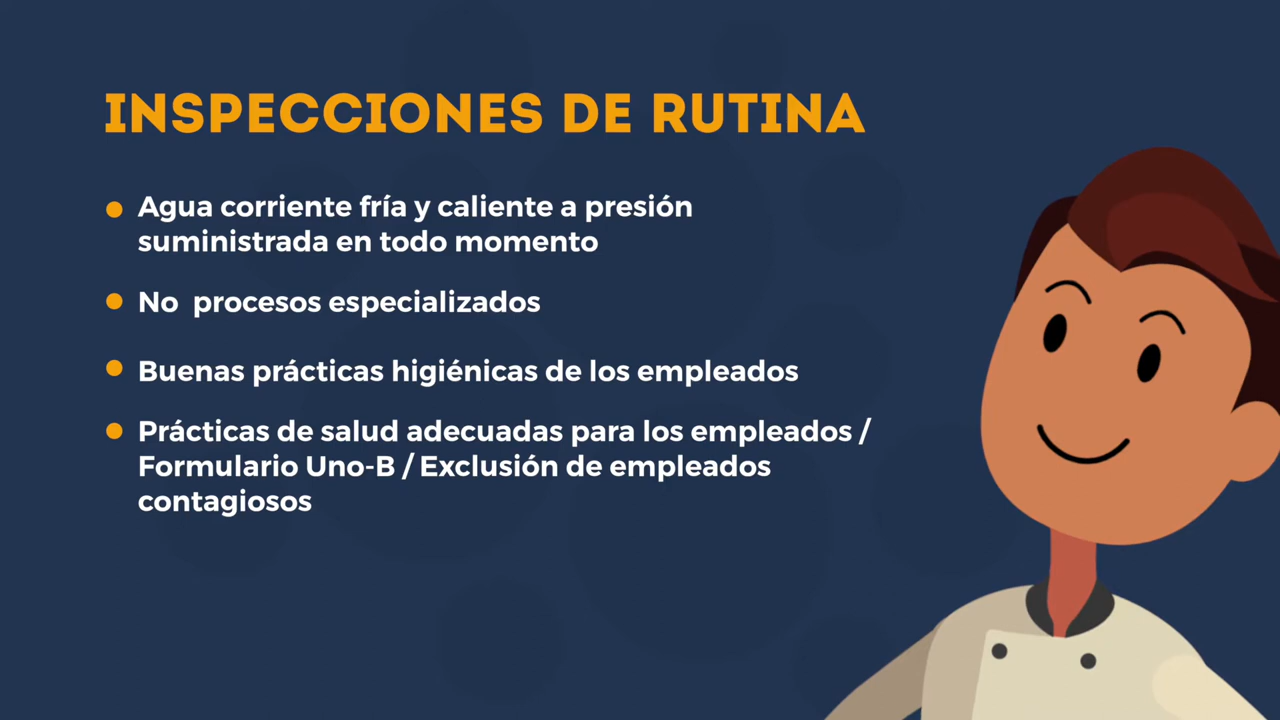 INSPECCIONES DE RUTINA
Agua corriente fría y caliente a presión
suministrada en todo momento
No  procesos especializados
Buenas prácticas higiénicas de los empleados
Prácticas de salud adecuadas para los empleados /
Formulario Uno-B / Exclusión de empleados
contagiosos